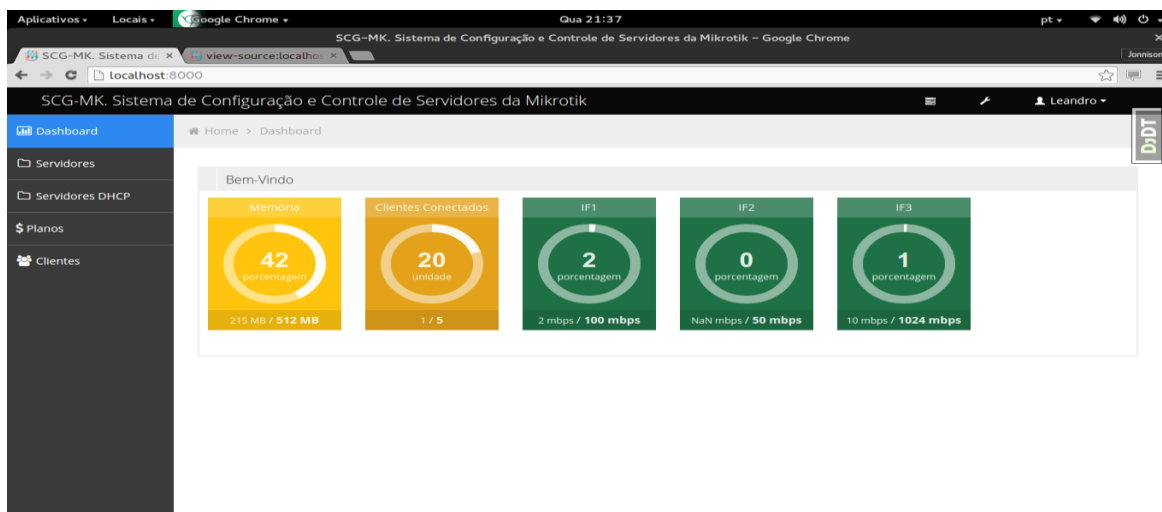 Aplicativos Locais Google Chrome Qua 21:37 pt
SCG-MK. Sistema de Configuração e Controle de Servidores da Mikrotik - Google Chrome
SCG-MK. Sistema de view-source:localhos Jonnison
localhost:8000
SCG-MK. Sistema de Configuração e Controle de Servidores da Mikrotik Leandro
Dashboard
Servidores
Servidores DHCP
$ Planos
Clientes
Home > Dashboard
DjDT
Bem-Vindo
Memória
42
porcentagem
215 MB / 512 MB
Clientes Conectados
20
unidade
1 / 5
IF1
2
porcentagem
2 mbps / 100 mbps
IF2
0
porcentagem
NaN mbps / 50 mbps
IF3
1
porcentagem
10 mbps / 1024 mbps